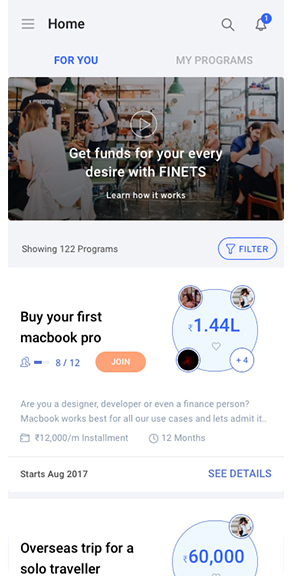 Home
1
FOR YOU
MY PROGRAMS
Get funds for your every
desire with FINETS
Learn how it works
Showing 122 Programs
FILTER
Buy your first
macbook pro
₹1.44L
8 / 12
JOIN
+ 4
Are you a designer, developer or even a finance person?
Macbook works best for all our use cases and lets admit it..
₹12,000/m Installment
12 Months
Starts Aug 2017
SEE DETAILS
Overseas trip for a
solo traveller
₹60,000